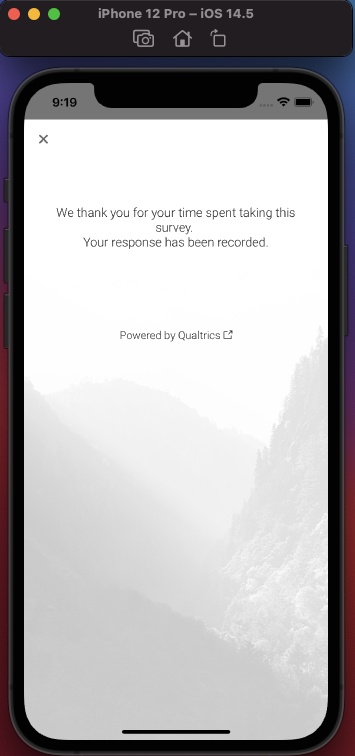 iPhone 12 Pro – iOS 14.5
9:19
We thank you for your time spent taking this
survey.
Your response has been recorded.
Powered by Qualtrics